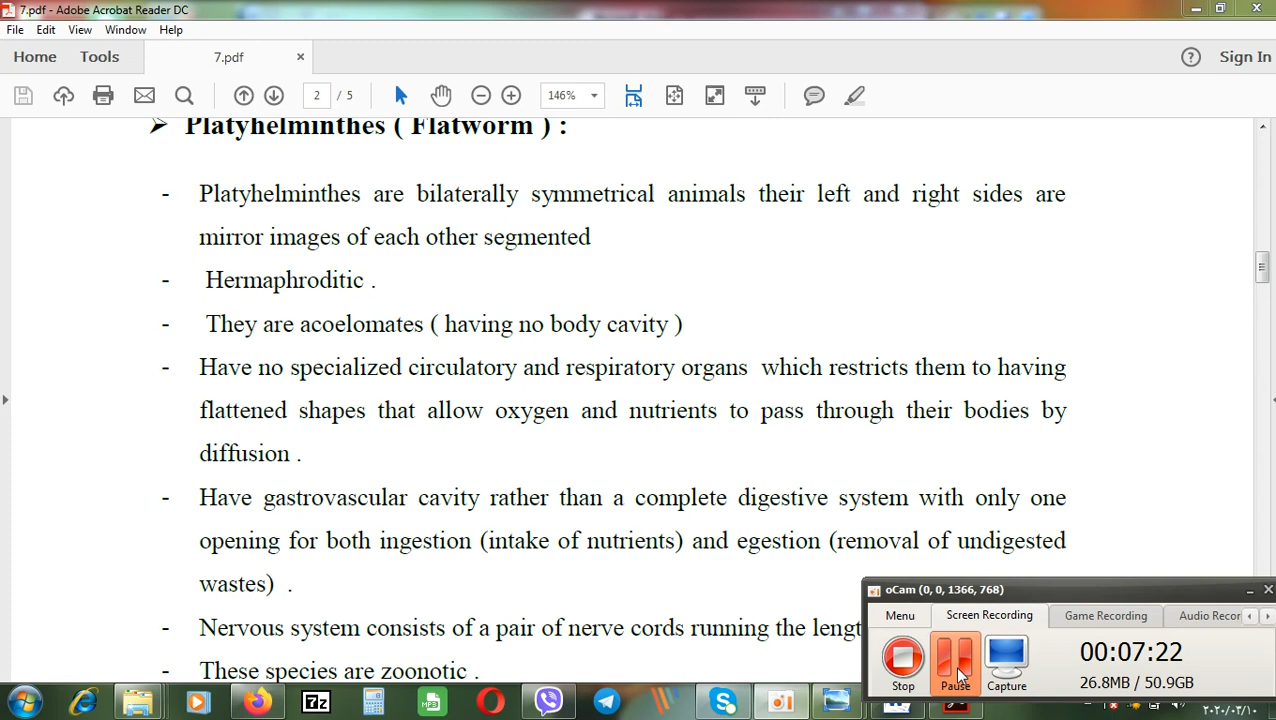 7.pdf - Adobe Acrobat Reader DC
File Edit View Window Help
Home Tools 7.pdf × ? Sign In
2 / 5 146%
➢ Platyhelminthes ( Flatworm ) :
- Platyhelminthes are bilaterally symmetrical animals their left and right sides are
mirror images of each other segmented
- Hermaphroditic .
- They are acoelomates ( having no body cavity )
- Have no specialized circulatory and respiratory organs which restricts them to having
flattened shapes that allow oxygen and nutrients to pass through their bodies by
diffusion .
- Have gastrovascular cavity rather than a complete digestive system with only one
opening for both ingestion (intake of nutrients) and egestion (removal of undigested
wastes) .
- Nervous system consists of a pair of nerve cords running the lengt
- These species are zoonotic .
oCam (0, 0, 1366, 768)
Menu Screen Recording Game Recording Audio Recor
00:07:22
Stop Pause Capture 26.8MB / 50.9GB
7z MP3
٢٠٢٠/٠٣/١٠